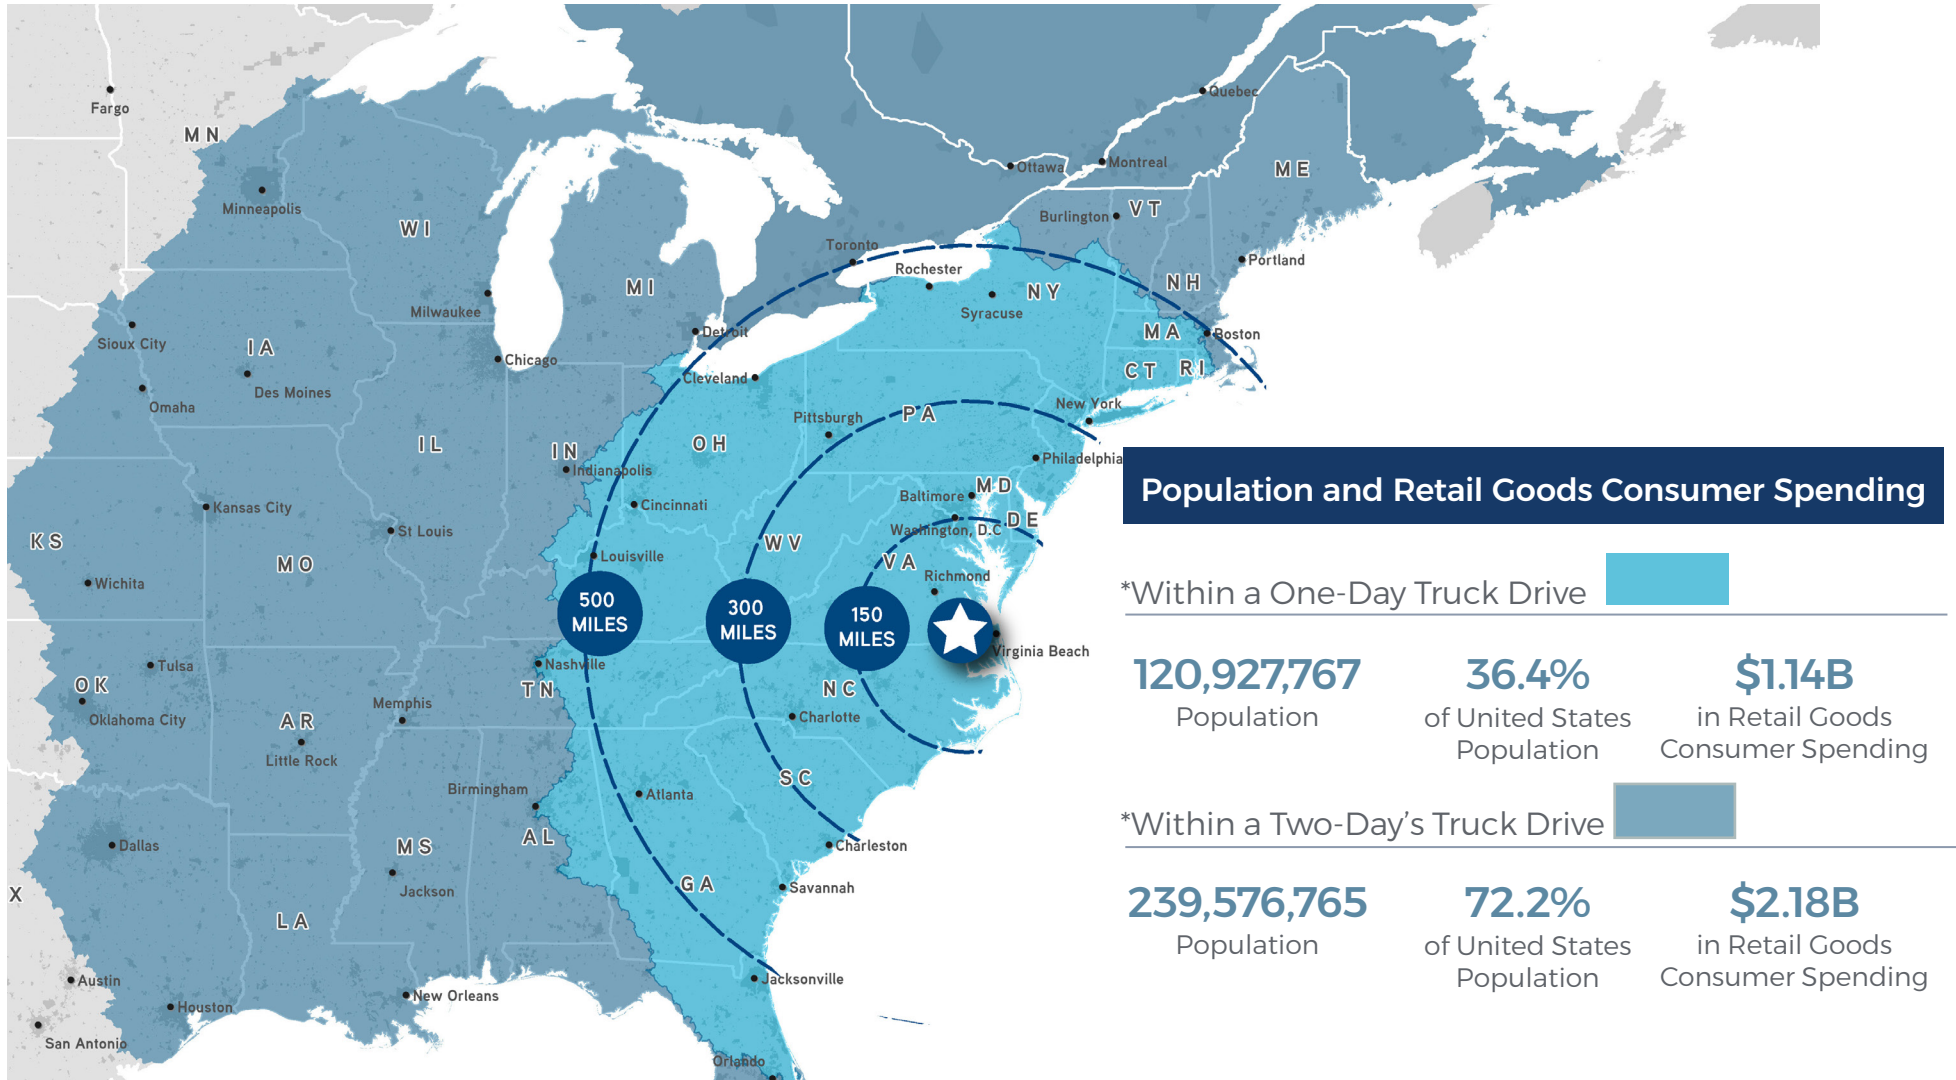 Fargo
MN
Minneapolis
WI
Milwaukee
MI
Detroit
Chicago
Sioux City
IA
Des Moines
Omaha
IL
IN
Indianapolis
OH
Cleveland
Cincinnati
Louisville
Kansas City
St Louis
KS
MO
Wichita
Tulsa
OK
Oklahoma City
AR
Little Rock
Memphis
Nashville
TN
Birmingham
AL
MS
Jackson
Dallas
X
LA
Austin
Houston
San Antonio
New Orleans
Quebec
Ottawa
Montreal
ME
Burlington
VT
Toronto
Rochester
NY
Syracuse
NH
Portland
MA
Boston
CT
RI
New York
Pittsburgh
PA
Philadelphia
Baltimore
MD
DE
Washington, D.C
WV
VA
Richmond
500
MILES
300
MILES
150
MILES
Virginia Beach
NC
Charlotte
SC
Atlanta
Charleston
GA
Savannah
Jacksonville
Orlando
Population and Retail Goods Consumer Spending
*Within a One-Day Truck Drive
120,927,767
Population
36.4%
of United States
Population
$1.14B
in Retail Goods
Consumer Spending
*Within a Two-Day's Truck Drive
239,576,765
Population
72.2%
of United States
Population
$2.18B
in Retail Goods
Consumer Spending